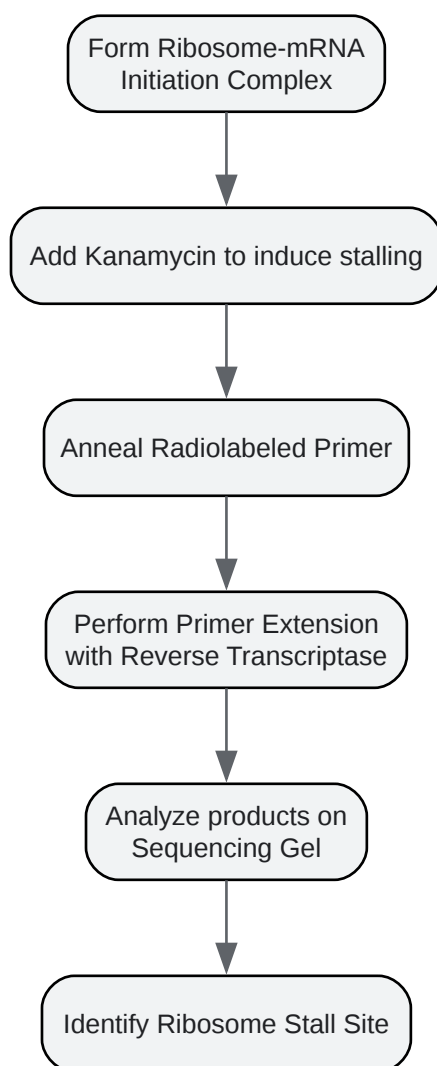 Form Ribosome-mRNA
Initiation Complex
Add Kanamycin to induce stalling
Anneal Radiolabeled Primer
Perform Primer Extension
with Reverse Transcriptase
Analyze products on
Sequencing Gel
Identify Ribosome Stall Site